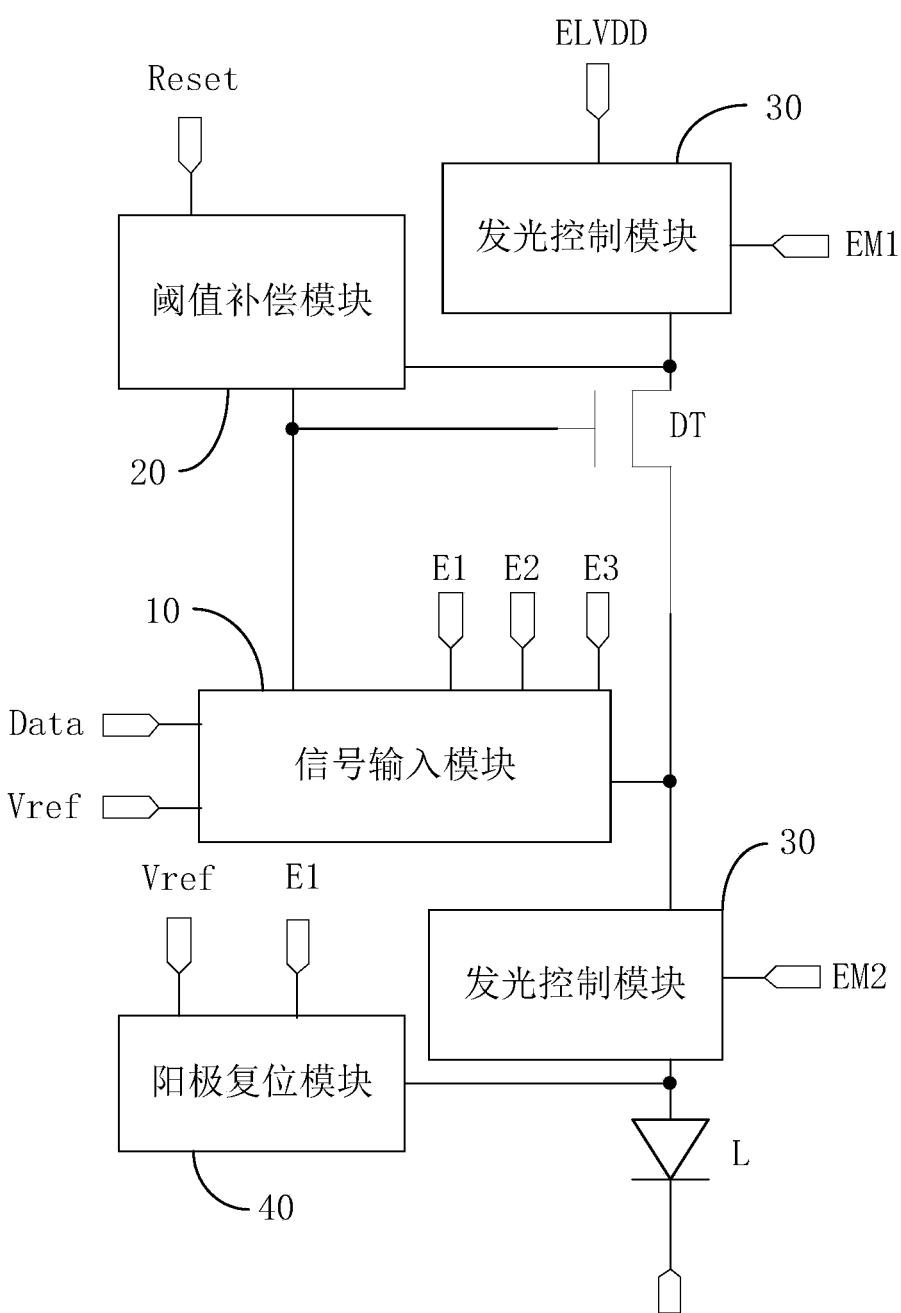 ELVDD
Reset
30
发光控制模块
EM1
阈值补偿模块
DT
20
E1 E2 E3
10
Data
信号输入模块
Vref
30
Vref E1
发光控制模块
EM2
阳极复位模块
L
40